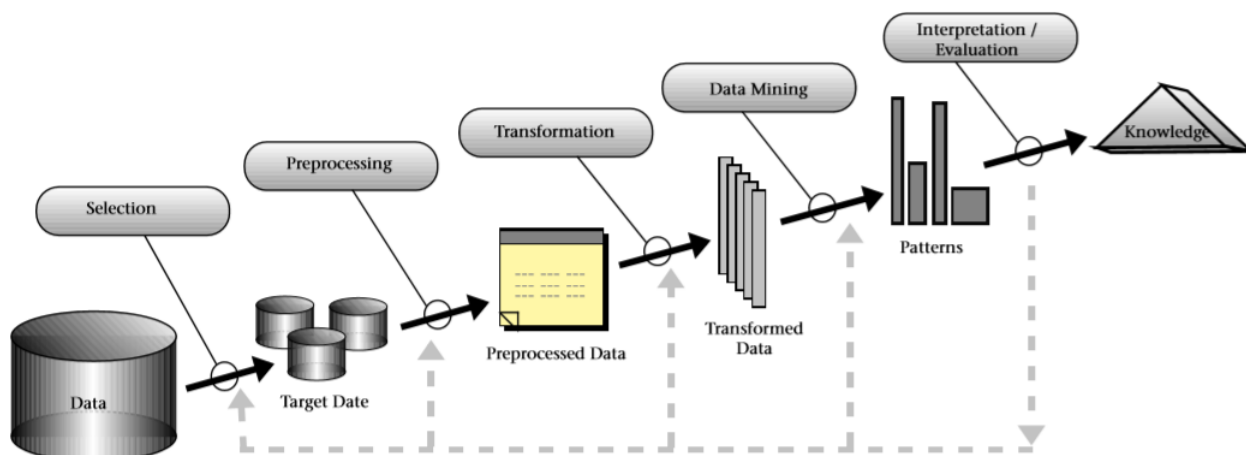 Interpretation /
Evaluation
Data Mining
Transformation
Preprocessing
Selection
Data
Target Date
Preprocessed Data
Transformed
Data
Patterns
Knowledge